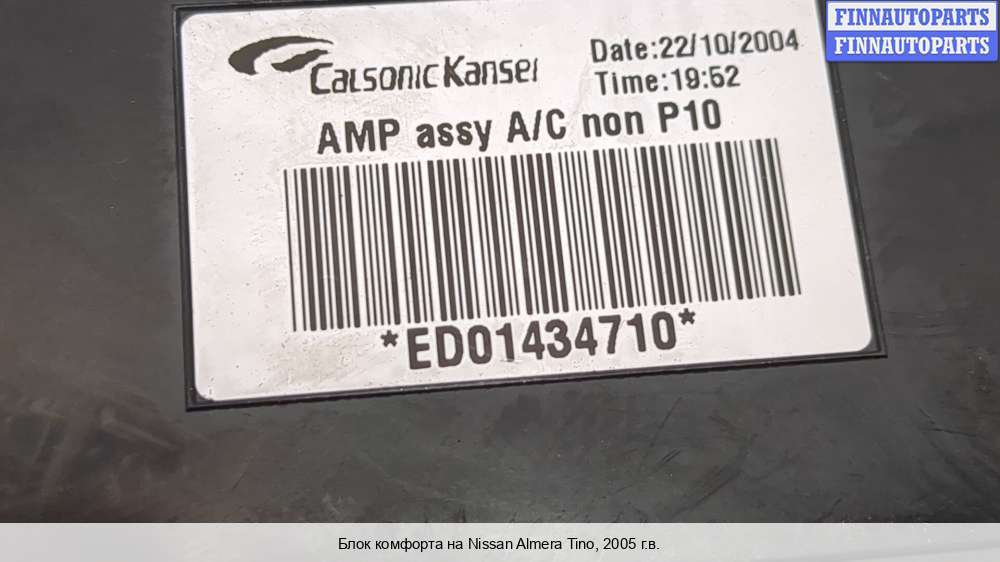 FINNAUTOPARTS
FINNAUTOPARTS
Date:22/10/2004
CalsonicKansei
Time:19:52
AMP assy A/C non P10
*ED01434710*
Блок комфорта на Nissan Almera Tino, 2005 г.в.